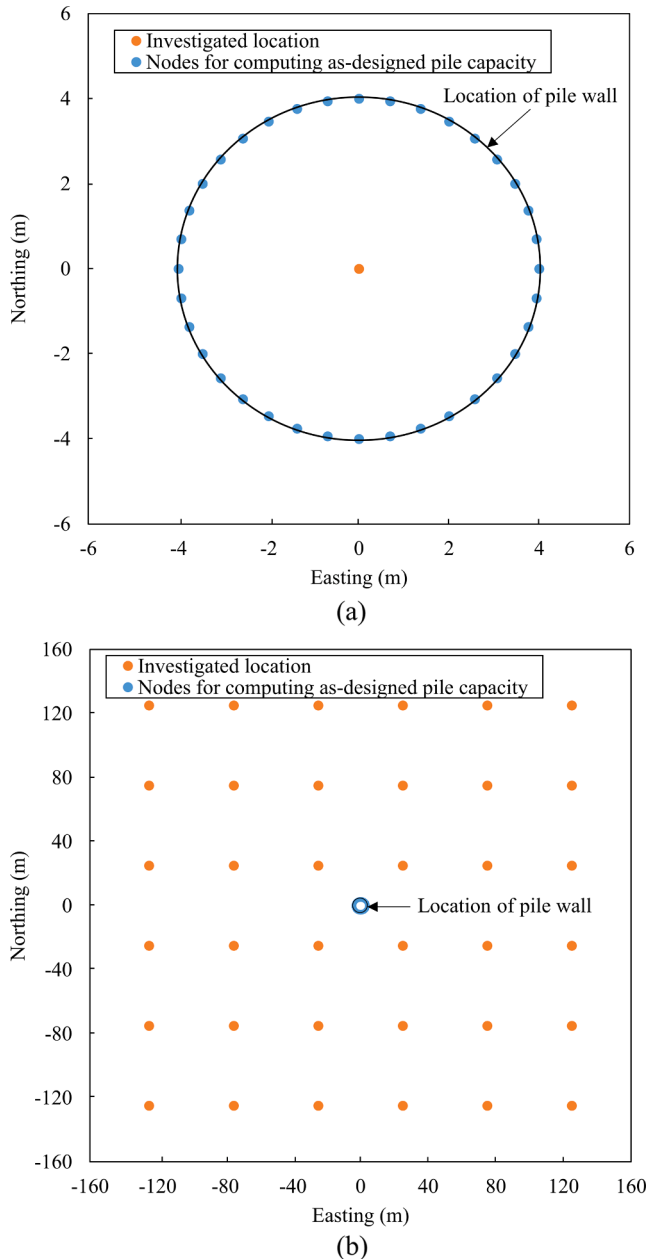 Investigated location
Nodes for computing as-designed pile capacity
Location of pile wall
6
4
2
0
-2
-4
-6
Northing (m)
-6 -4 -2 0 2 4 6
Easting (m)
(a)
Investigated location
Nodes for computing as-designed pile capacity
Location of pile wall
160
120
80
40
0
-40
-80
-120
-160
Northing (m)
-160 -120 -80 -40 0 40 80 120 160
Easting (m)
(b)